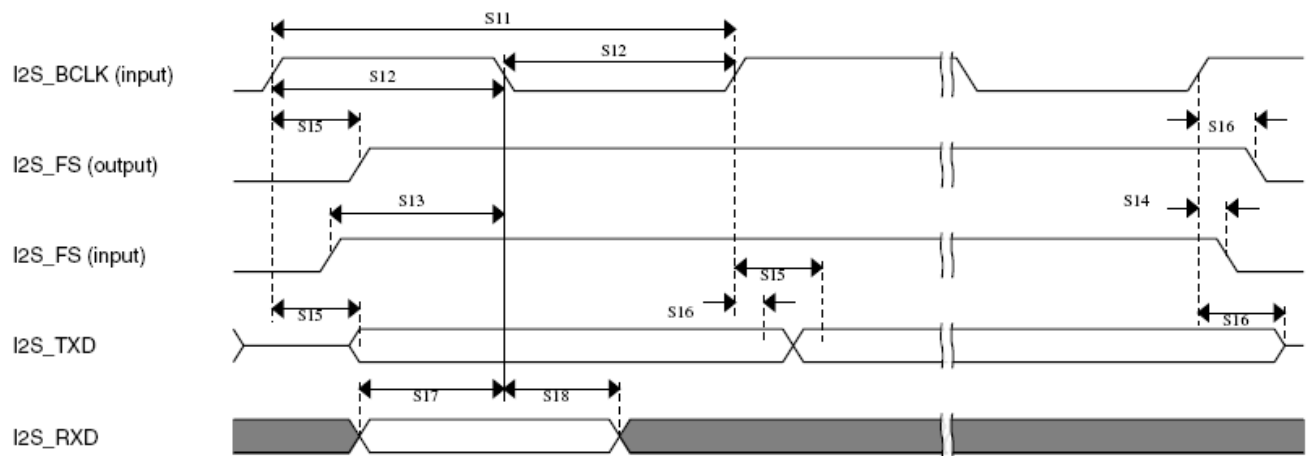 S11
I2S_BCLK (input)
S12
S12
S15
S16
I2S_FS (output)
S13
S14
I2S_FS (input)
S15
S15
S16
S16
I2S_TXD
S17
S18
I2S_RXD